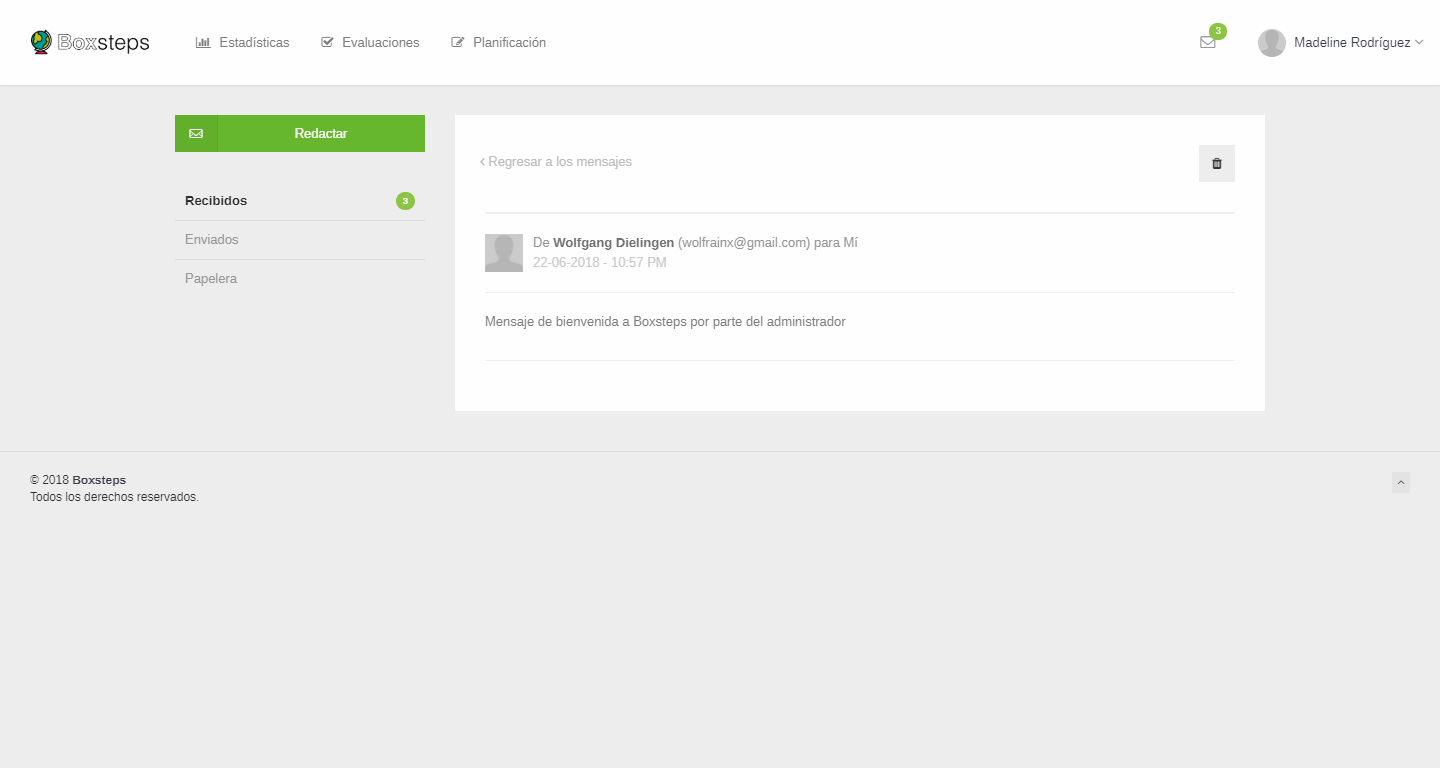 Boxsteps
Estadísticas
Evaluaciones
Planificación
3
Madeline Rodríguez
Redactar
Recibidos
3
Enviados
Papelera
Regresar a los mensajes
De Wolfgang Dielingen (wolfrainx@gmail.com) para Mí
22-06-2018 - 10:57 PM
Mensaje de bienvenida a Boxsteps por parte del administrador
© 2018 Boxsteps
Todos los derechos reservados.